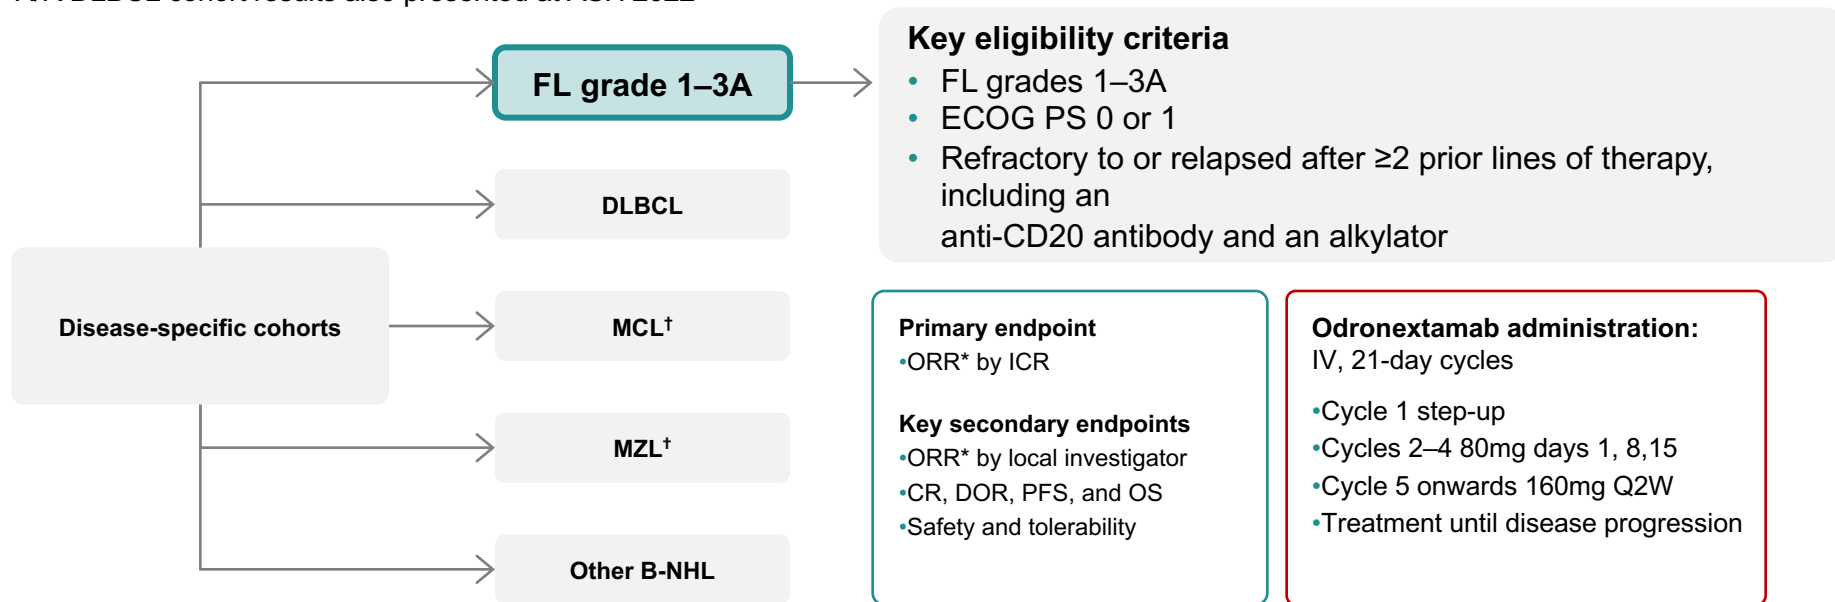 Key eligibility criteria
• FL grades 1–3A
• ECOG PS 0 or 1
• Refractory to or relapsed after ≥2 prior lines of therapy,
including an
anti-CD20 antibody and an alkylator
FL grade 1–3A
DLBCL
Disease-specific cohorts
MCL†
MZL†
Other B-NHL
Primary endpoint
•ORR* by ICR
Key secondary endpoints
•ORR* by local investigator
•CR, DOR, PFS, and OS
•Safety and tolerability
Odronextamab administration:
IV, 21-day cycles
•Cycle 1 step-up
•Cycles 2–4 80mg days 1, 8,15
•Cycle 5 onwards 160mg Q2W
•Treatment until disease progression